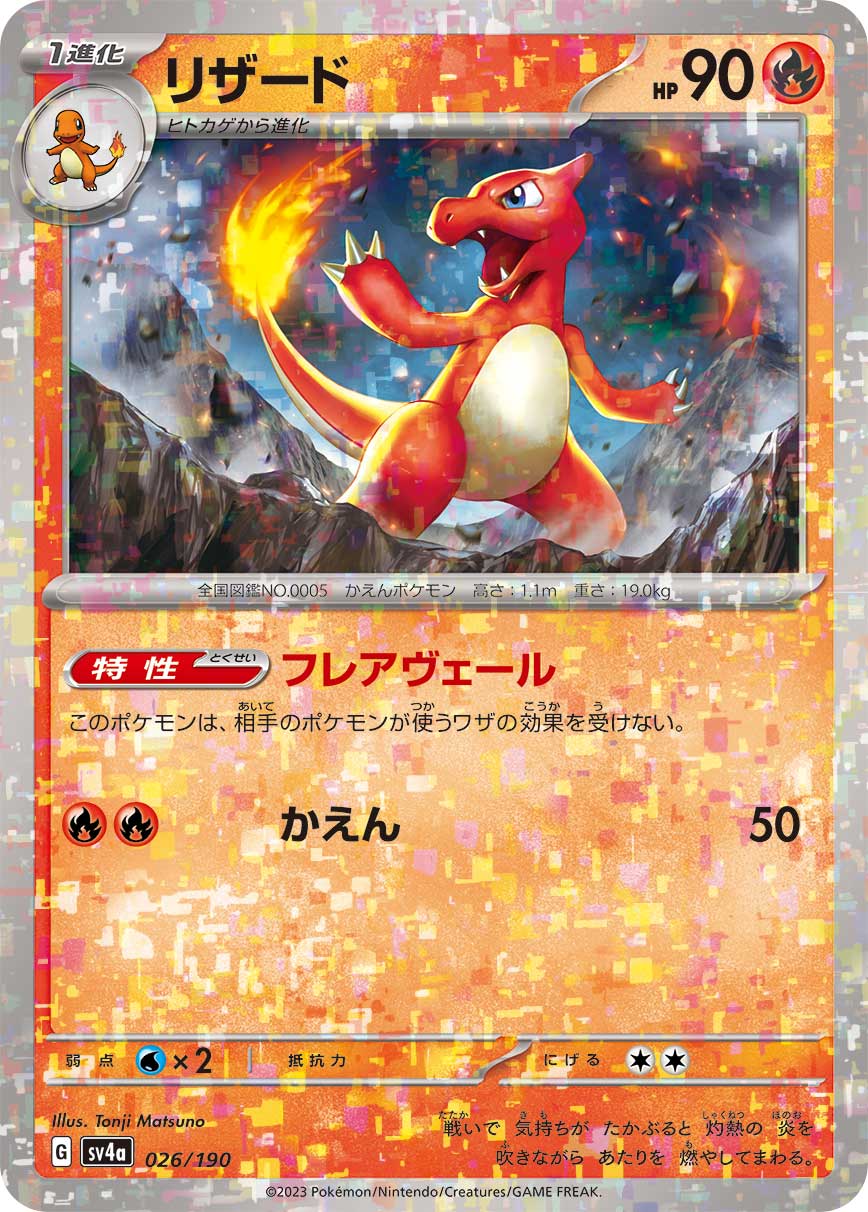 1進化
リザード
HP90
ヒトカゲから進化
全国図鑑NO.0005 かえんポケモン 高さ：1.1m 重さ：19.0kg
特性 とくせい フレアヴェール
このポケモンは、相手のポケモンが使うワザの効果を受けない。
かえん 50
弱点 ×2 抵抗力 にげる
Illus. Tonji Matsuno
G sv4a 026/190
戦いで 気持ちが たかぶると 灼熱の 炎を
吹きながら あたりを 燃やしてまわる。
©2023 Pokémon/Nintendo/Creatures/GAME FREAK.